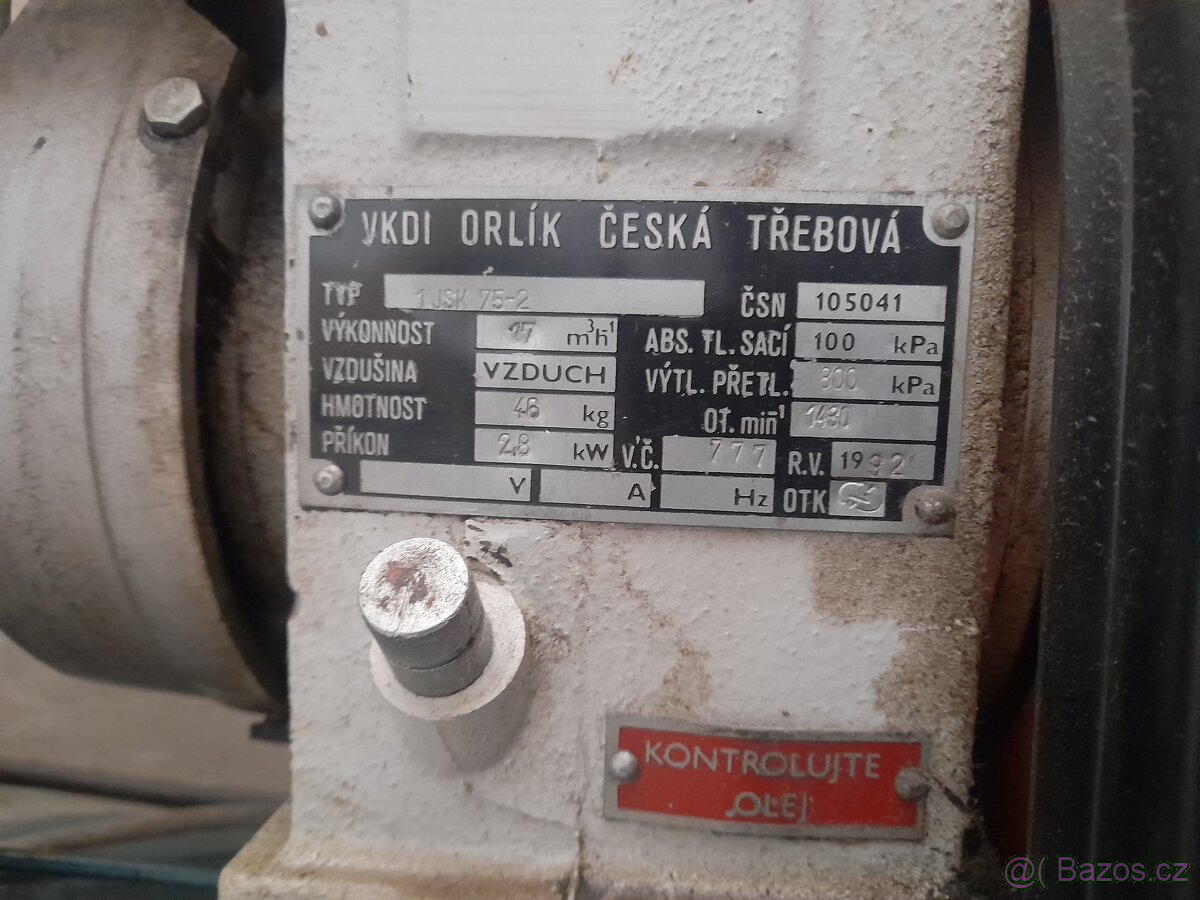 VKDI ORLÍK ČESKÁ TŘEBOVÁ
TYP 1JSK 75-2
ČSN 105041
VÝKONNOST 17 m³h⁻¹
ABS. TL. SACÍ 100 kPa
VZDUŠINA VZDUCH
VÝTL. PŘETL. 800 kPa
HMOTNOST 48 kg
OT. min⁻¹ 1430
PŘÍKON 2,8 kW
V.Č. 777
R.V. 1992
V A Hz
OTK
KONTROLUJTE
OLEJ
@( Bazos.cz